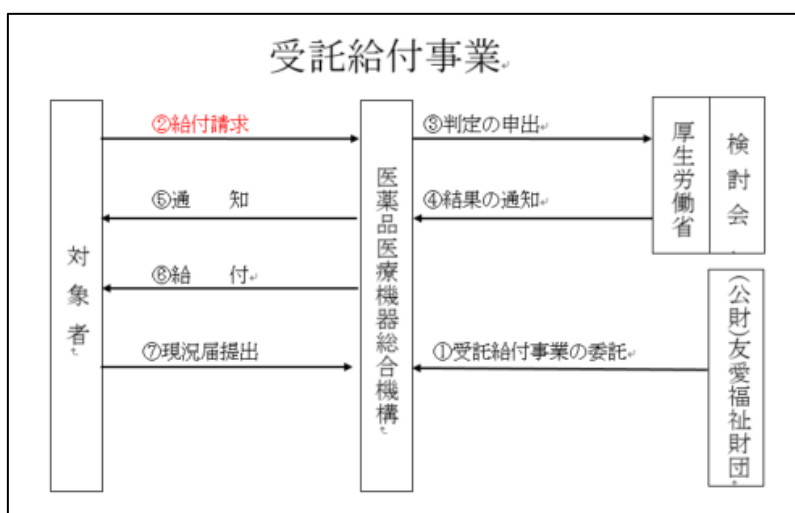 受託給付事業
②給付請求
③判定の申出
⑤通　知
④結果の通知
⑥給　付
⑦現況届提出
①受託給付事業の委託
対象者
医薬品医療機器総合機構
厚生労働省
検討会
(公財)友愛福祉財団